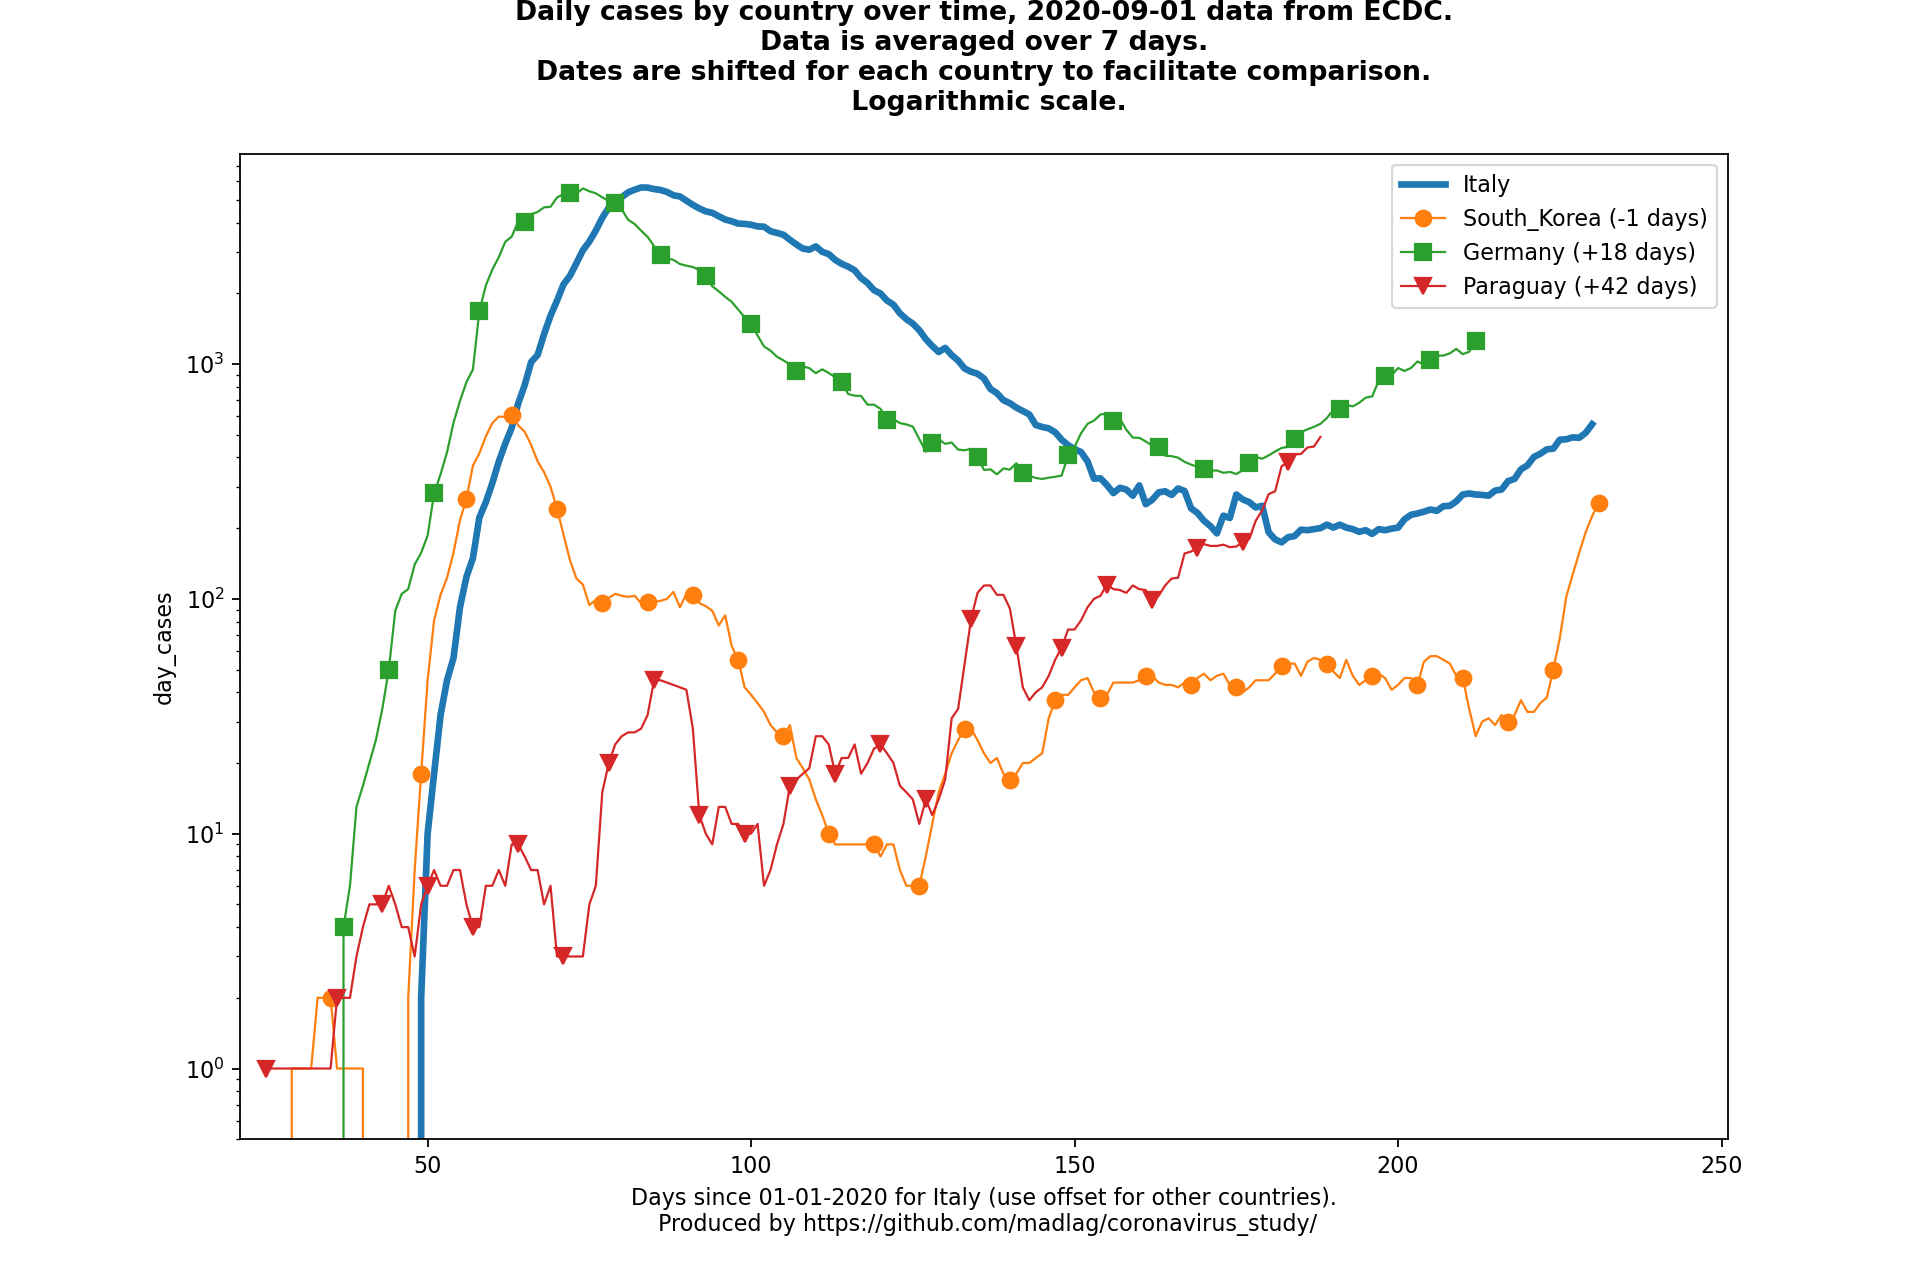 Daily cases by country over time, 2020-09-01 data from ECDC.
Data is averaged over 7 days.
Dates are shifted for each country to facilitate comparison.
Logarithmic scale.
Italy
South_Korea (-1 days)
Germany (+18 days)
Paraguay (+42 days)
day_cases
10³
10²
10¹
10⁰
50 100 150 200 250
Days since 01-01-2020 for Italy (use offset for other countries).
Produced by https://github.com/madlag/coronavirus_study/